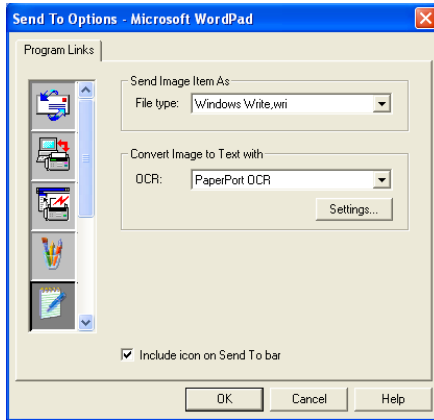 Send To Options - Microsoft WordPad
Program Links
Send Image Item As
File type: Windows Write,wri
Convert Image to Text with
OCR: PaperPort OCR
Settings...
Include icon on Send To bar
OK Cancel Help